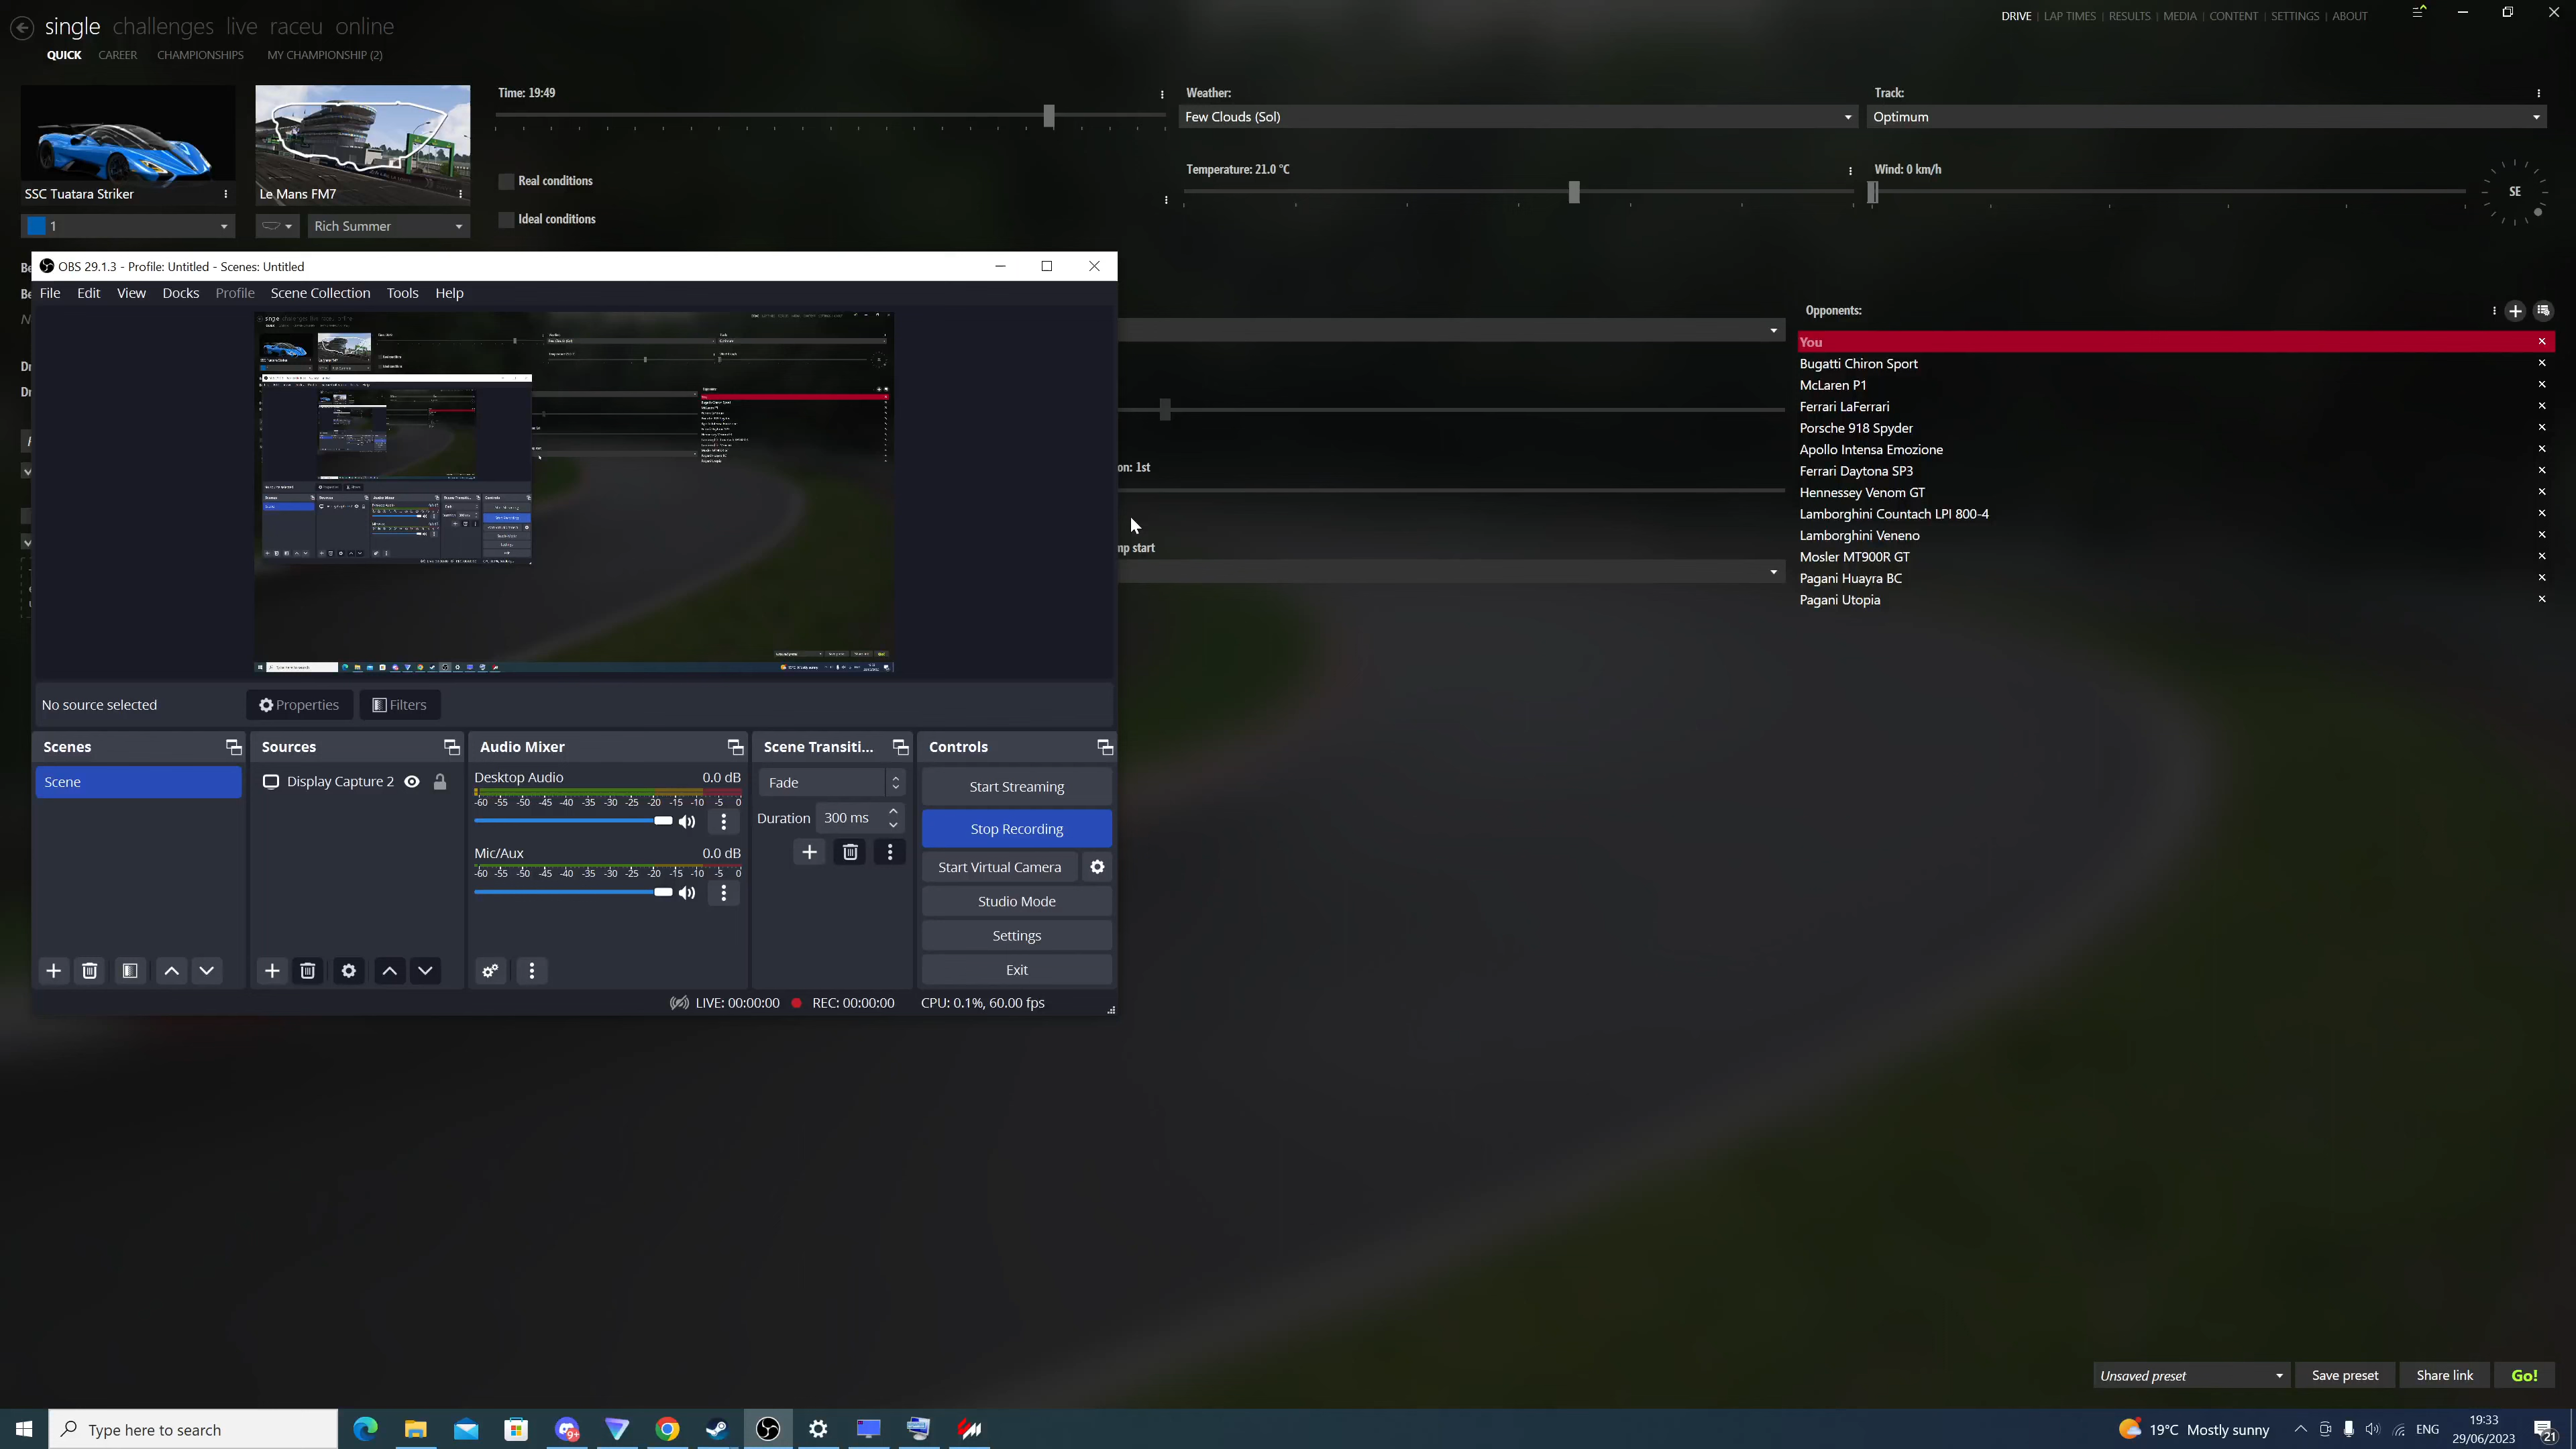 single challenges live raceu online
DRIVE | LAP TIMES | RESULTS | MEDIA | CONTENT | SETTINGS | ABOUT
QUICK CAREER CHAMPIONSHIPS MY CHAMPIONSHIP (2)
Time: 19:49
Weather:
Track:
Few Clouds (Sol)
Optimum
Temperature: 21.0 °C
Wind: 0 km/h
SE
Real conditions
Ideal conditions
SSC Tuatara Striker
Le Mans FM7
1
Rich Summer
OBS 29.1.3 - Profile: Untitled - Scenes: Untitled
File Edit View Docks Profile Scene Collection Tools Help
Opponents:
You
Bugatti Chiron Sport
McLaren P1
Ferrari LaFerrari
Porsche 918 Spyder
Apollo Intensa Emozione
Ferrari Daytona SP3
Hennessey Venom GT
Lamborghini Countach LPI 800-4
Lamborghini Veneno
Mosler MT900R GT
Pagani Huayra BC
Pagani Utopia
on: 1st
mp start
No source selected
Properties
Filters
Scenes
Scene
Sources
Display Capture 2
Audio Mixer
Desktop Audio 0.0 dB
-60 -55 -50 -45 -40 -35 -30 -25 -20 -15 -10 -5 0
Mic/Aux 0.0 dB
-60 -55 -50 -45 -40 -35 -30 -25 -20 -15 -10 -5 0
Scene Transiti...
Fade
Duration 300 ms
Controls
Start Streaming
Stop Recording
Start Virtual Camera
Studio Mode
Settings
Exit
LIVE: 00:00:00 REC: 00:00:00 CPU: 0.1%, 60.00 fps
Unsaved preset
Save preset
Share link
Go!
Type here to search
9+
19°C Mostly sunny
ENG
19:33
29/06/2023
21